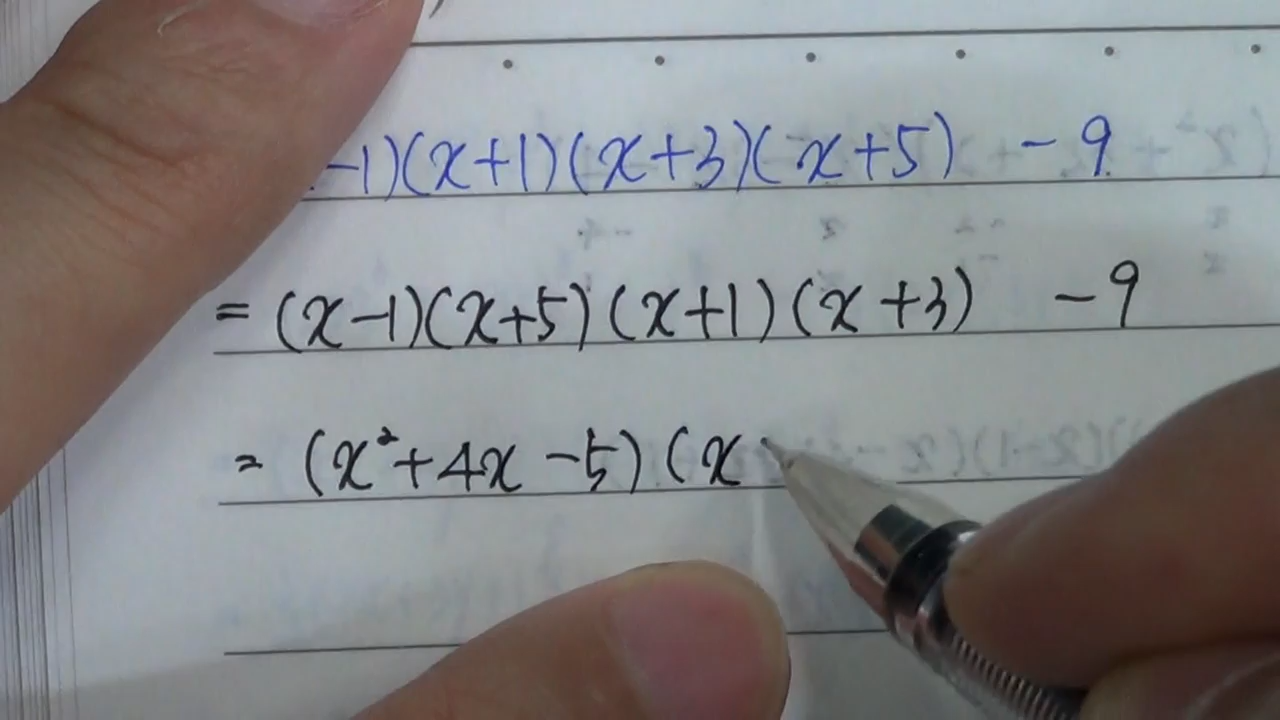 -1)(x+1)(x+3)(x+5) -9
= (x-1)(x+5)(x+1)(x+3) -9
= (x²+4x-5)(x